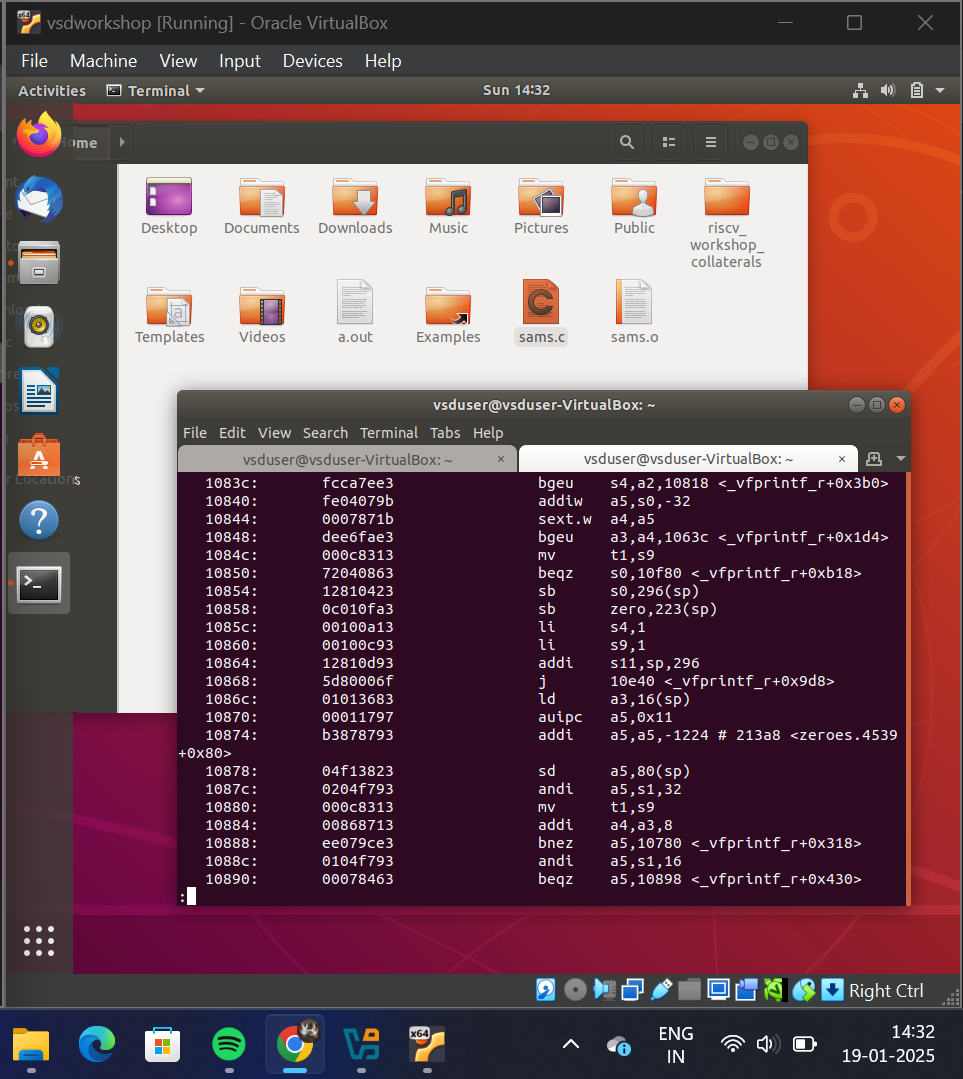 vsdworkshop [Running] - Oracle VirtualBox
File Machine View Input Devices Help
Activities Terminal Sun 14:32
ome
Desktop Documents Downloads Music Pictures Public riscv_
workshop_
collaterals
Templates Videos a.out Examples sams.c sams.o
vsduser@vsduser-VirtualBox: ~
File Edit View Search Terminal Tabs Help
vsduser@vsduser-VirtualBox: ~ × vsduser@vsduser-VirtualBox: ~ ×
1083c: fcca7ee3 bgeu s4,a2,10818 <_vfprintf_r+0x3b0>
10840: fe04079b addiw a5,s0,-32
10844: 0007871b sext.w a4,a5
10848: dee6fae3 bgeu a3,a4,1063c <_vfprintf_r+0x1d4>
1084c: 000c8313 mv t1,s9
10850: 72040863 beqz s0,10f80 <_vfprintf_r+0xb18>
10854: 12810423 sb s0,296(sp)
10858: 0c010fa3 sb zero,223(sp)
1085c: 00100a13 li s4,1
10860: 00100c93 li s9,1
10864: 12810d93 addi s11,sp,296
10868: 5d80006f j 10e40 <_vfprintf_r+0x9d8>
1086c: 01013683 ld a3,16(sp)
10870: 00011797 auipc a5,0x11
10874: b3878793 addi a5,a5,-1224 # 213a8 <zeroes.4539
+0x80>
10878: 04f13823 sd a5,80(sp)
1087c: 0204f793 andi a5,s1,32
10880: 000c8313 mv t1,s9
10884: 00868713 addi a4,a3,8
10888: ee079ce3 bnez a5,10780 <_vfprintf_r+0x318>
1088c: 0104f793 andi a5,s1,16
10890: 00078463 beqz a5,10898 <_vfprintf_r+0x430>
:
Right Ctrl
x64
ENG
IN
14:32
19-01-2025